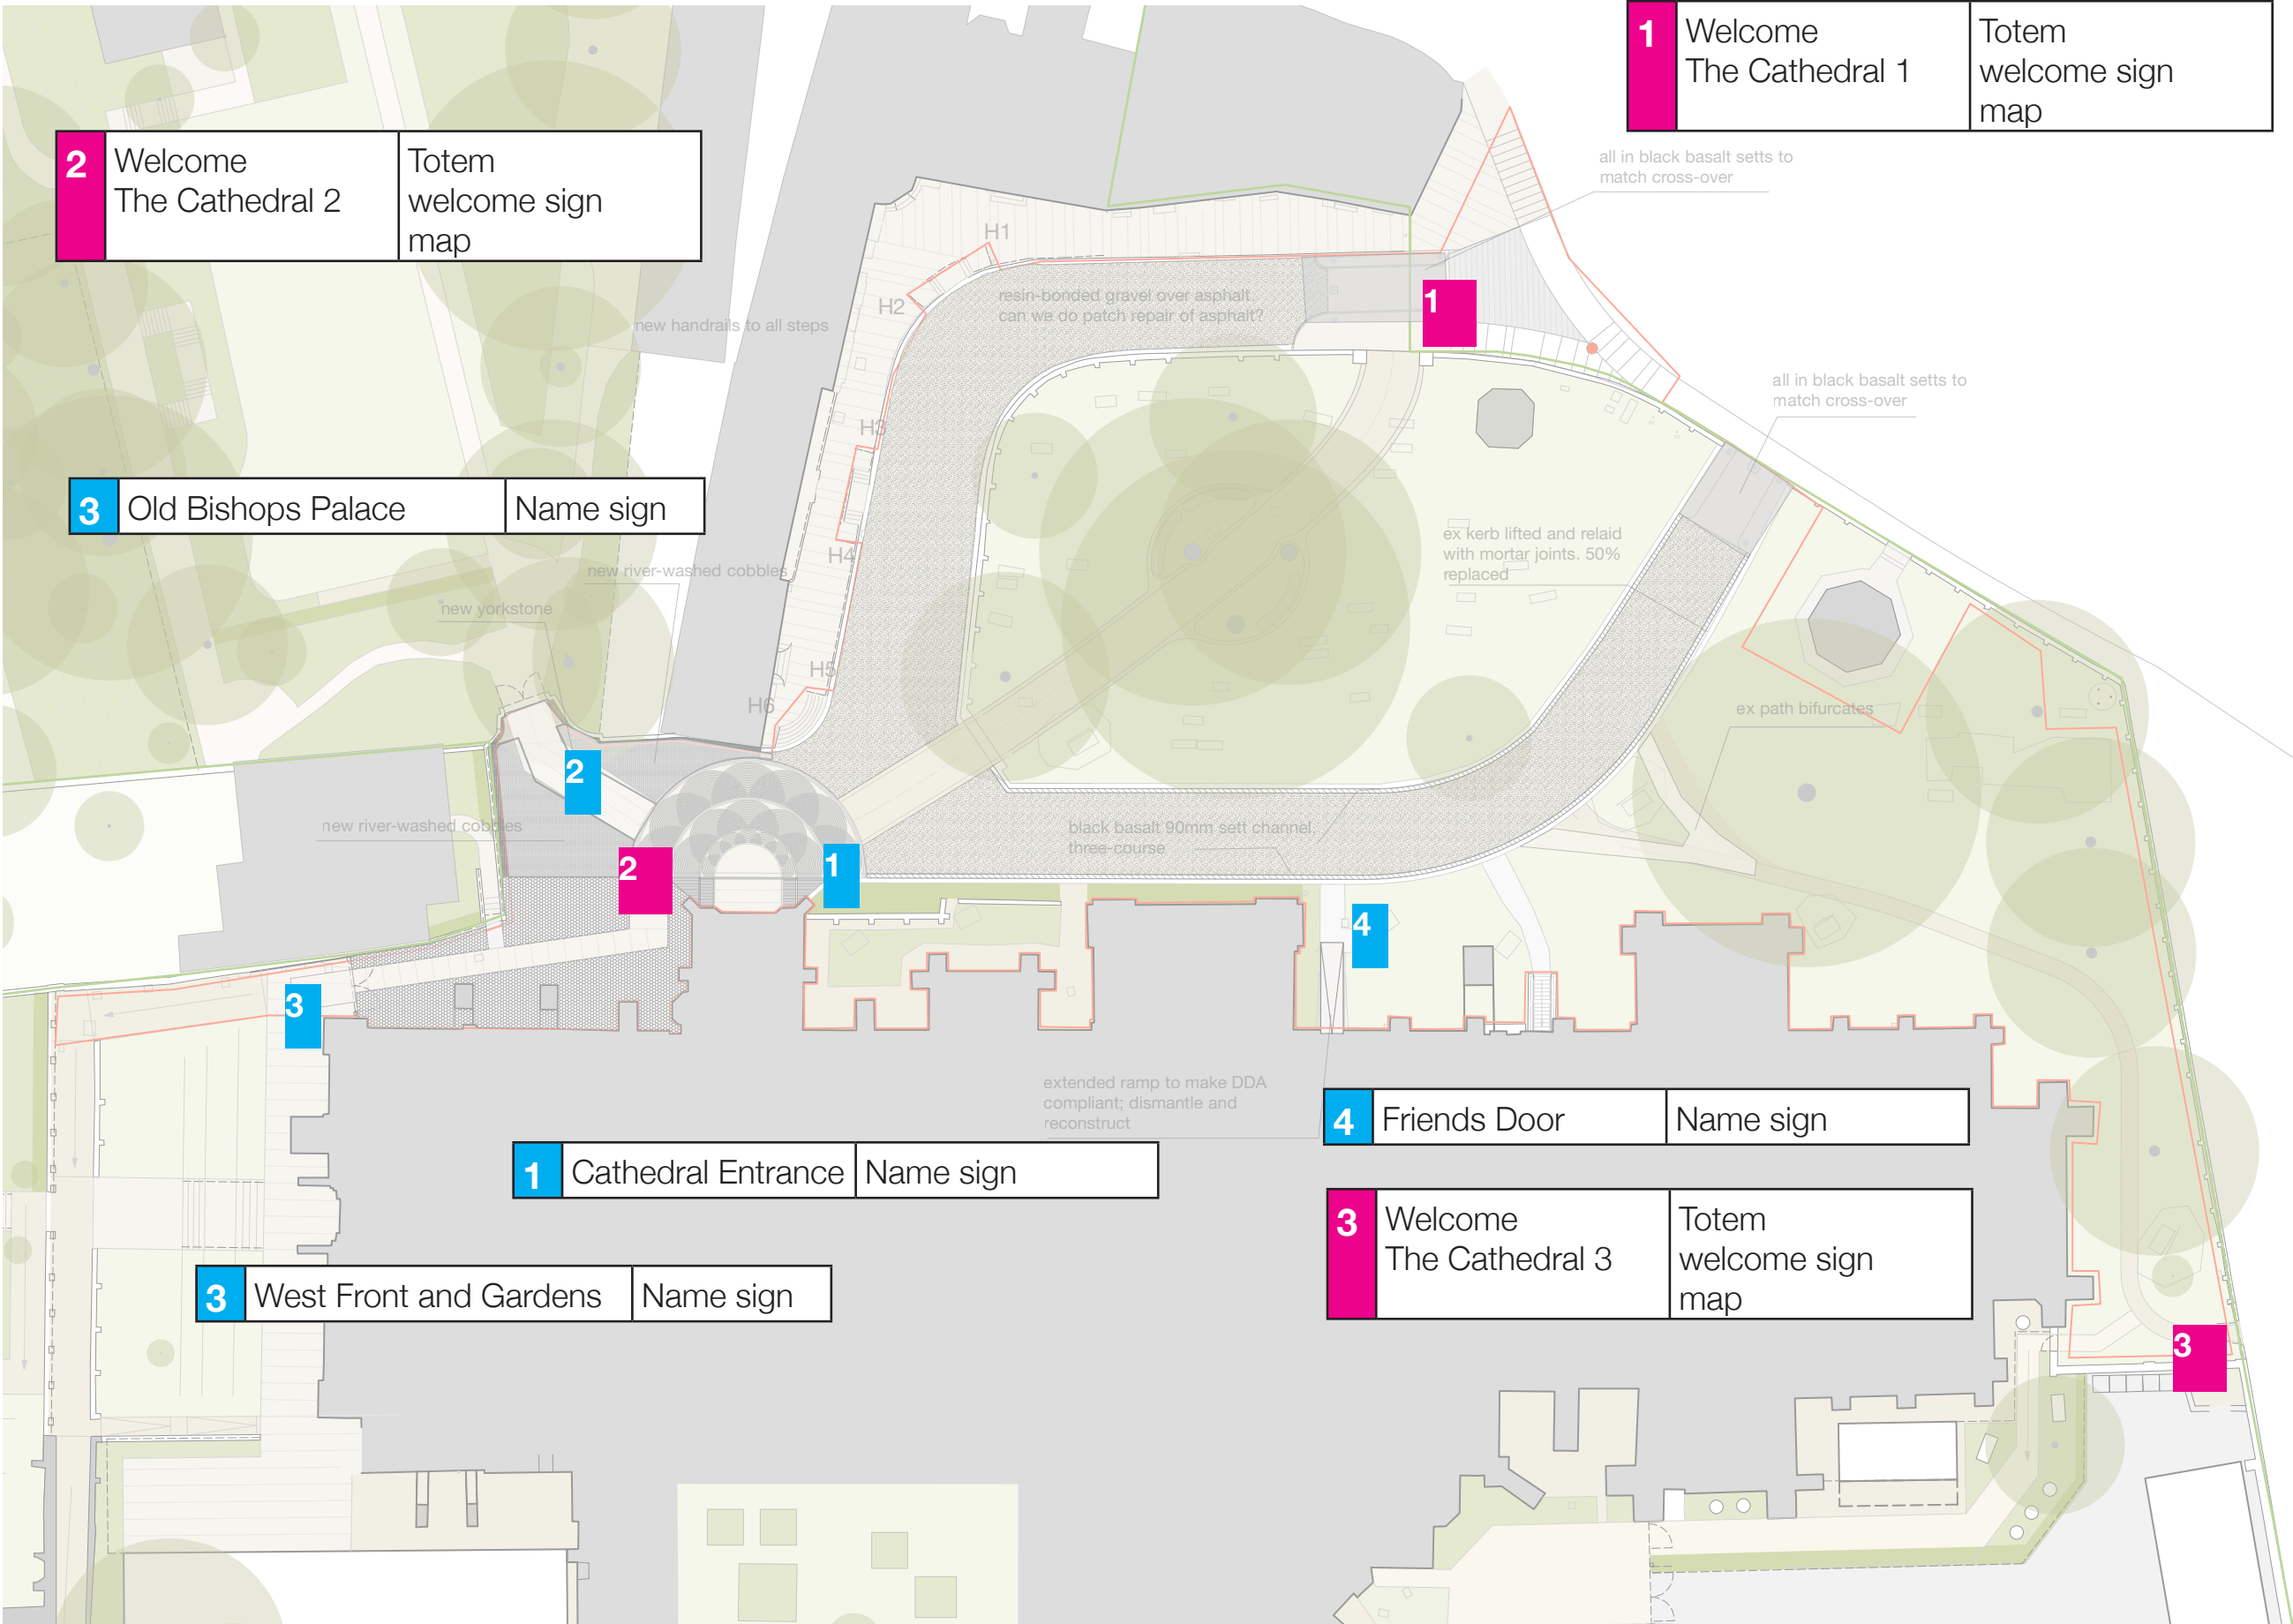 1
Welcome
The Cathedral 1
Totem
welcome sign
map
all in black basalt setts to
match cross-over
2
Welcome
The Cathedral 2
Totem
welcome sign
map
H1
H2
resin-bonded gravel over asphalt.
can we do patch repair of asphalt?
1
new handrails to all steps
all in black basalt setts to
match cross-over
H3
3
Old Bishops Palace
Name sign
H4
ex kerb lifted and relaid
with mortar joints. 50%
replaced
new river-washed cobbles
new yorkstone
H5
H6
ex path bifurcates
2
new river-washed cobbles
black basalt 90mm sett channel,
three-course
2
1
4
3
extended ramp to make DDA
compliant; dismantle and
reconstruct
4
Friends Door
Name sign
1
Cathedral Entrance
Name sign
3
Welcome
The Cathedral 3
Totem
welcome sign
map
3
West Front and Gardens
Name sign
3